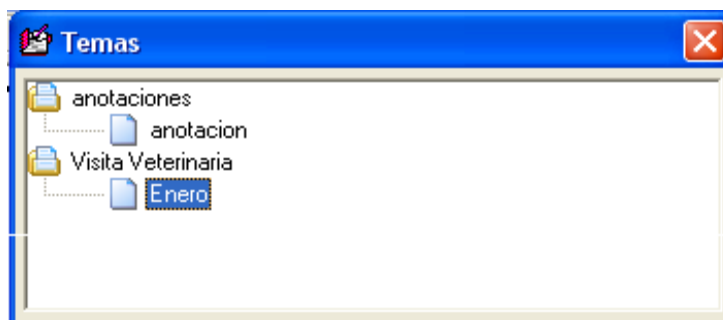 Temas
anotaciones
anotacion
Visita Veterinaria
Enero